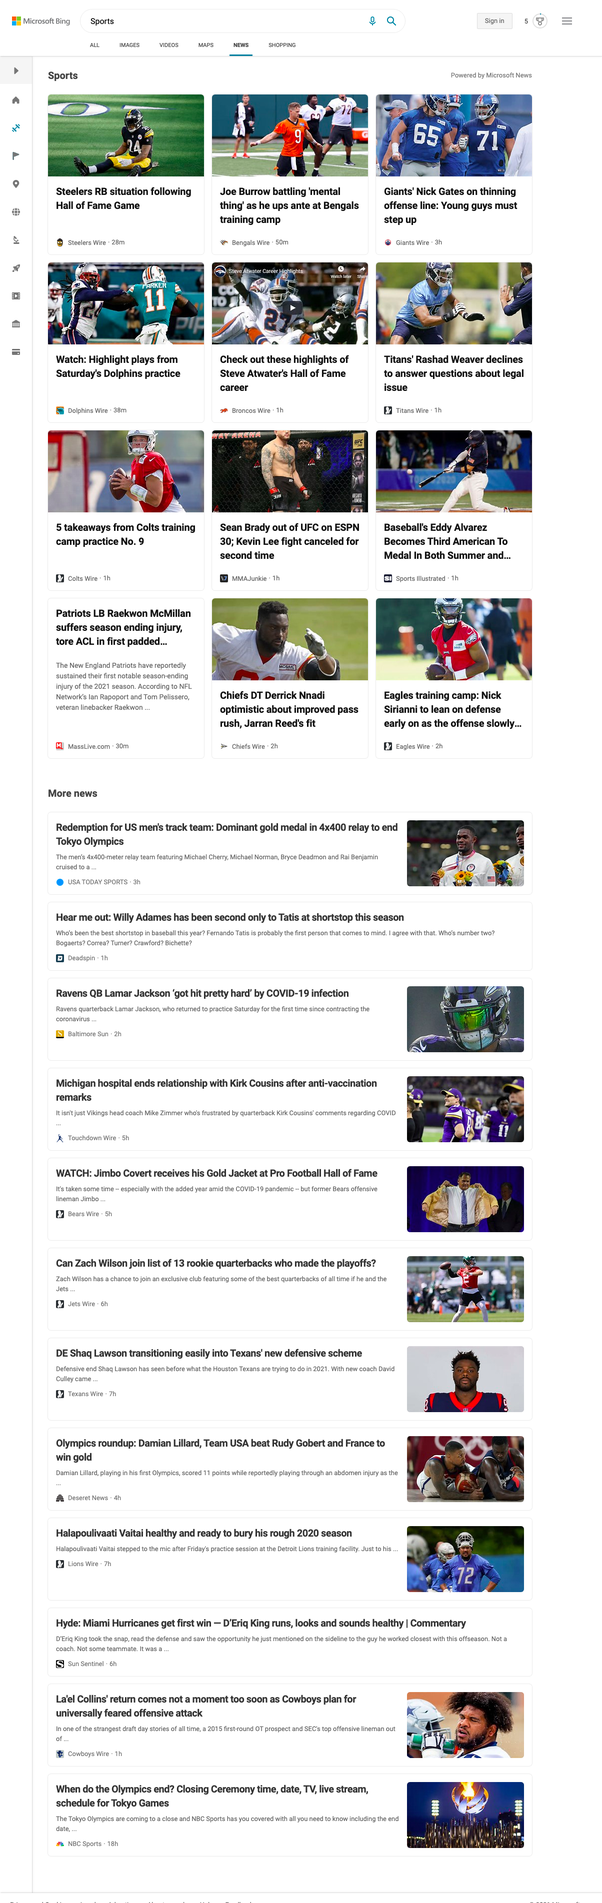 Microsoft Bing
Sports
Sign in
5
ALL
IMAGES
VIDEOS
MAPS
NEWS
SHOPPING
Sports
Powered by Microsoft News
Steelers RB situation following
Hall of Fame Game
Steelers Wire · 28m
Joe Burrow battling 'mental
thing' as he ups ante at Bengals
training camp
Bengals Wire · 50m
Giants' Nick Gates on thinning
offense line: Young guys must
step up
Giants Wire · 3h
Watch: Highlight plays from
Saturday's Dolphins practice
Dolphins Wire · 38m
Steve Atwater Career Highlights
Check out these highlights of
Steve Atwater's Hall of Fame
career
Broncos Wire · 1h
Titans' Rashad Weaver declines
to answer questions about legal
issue
Titans Wire · 1h
5 takeaways from Colts training
camp practice No. 9
Colts Wire · 1h
Sean Brady out of UFC on ESPN
30; Kevin Lee fight canceled for
second time
MMAJunkie · 1h
Baseball's Eddy Alvarez
Becomes Third American To
Medal In Both Summer and...
Sports Illustrated · 1h
Patriots LB Raekwon McMillan
suffers season ending injury,
tore ACL in first padded...
The New England Patriots have reportedly
sustained their first notable season-ending
injury of the 2021 season. According to NFL
Network's Ian Rapoport and Tom Pelissero,
veteran linebacker Raekwon ...
MassLive.com · 30m
Chiefs DT Derrick Nnadi
optimistic about improved pass
rush, Jarran Reed's fit
Chiefs Wire · 2h
Eagles training camp: Nick
Sirianni to lean on defense
early on as the offense slowly...
Eagles Wire · 2h
More news
Redemption for US men's track team: Dominant gold medal in 4x400 relay to end
Tokyo Olympics
The men's 4x400-meter relay team featuring Michael Cherry, Michael Norman, Bryce Deadmon and Rai Benjamin
cruised to a ...
USA TODAY SPORTS · 3h
Hear me out: Willy Adames has been second only to Tatis at shortstop this season
Who's been the best shortstop in baseball this year? Fernando Tatis is probably the first person that comes to mind. I agree with that. Who's number two?
Bogaerts? Correa? Turner? Crawford? Bichette?
Deadspin · 1h
Ravens QB Lamar Jackson ‘got hit pretty hard’ by COVID-19 infection
Ravens quarterback Lamar Jackson, who returned to practice Saturday for the first time since contracting the
coronavirus ...
Baltimore Sun · 2h
Michigan hospital ends relationship with Kirk Cousins after anti-vaccination
remarks
It isn't just Vikings head coach Mike Zimmer who's frustrated by quarterback Kirk Cousins' comments regarding COVID
...
Touchdown Wire · 5h
WATCH: Jimbo Covert receives his Gold Jacket at Pro Football Hall of Fame
It's taken some time – especially with the added year amid the COVID-19 pandemic – but former Bears offensive
lineman Jimbo ...
Bears Wire · 5h
Can Zach Wilson join list of 13 rookie quarterbacks who made the playoffs?
Zach Wilson has a chance to join an exclusive club featuring some of the best quarterbacks of all time if he and the
Jets ...
Jets Wire · 6h
DE Shaq Lawson transitioning easily into Texans' new defensive scheme
Defensive end Shaq Lawson has seen before what the Houston Texans are trying to do in 2021. With new coach David
Culley came ...
Texans Wire · 7h
Olympics roundup: Damian Lillard, Team USA beat Rudy Gobert and France to
win gold
Damian Lillard, playing in his first Olympics, scored 11 points while reportedly playing through an abdomen injury as the
...
Deseret News · 4h
Halapoulivaati Vaitai healthy and ready to bury his rough 2020 season
Halapoulivaati Vaitai stepped to the mic after Friday's practice session at the Detroit Lions training facility. Just to his ...
Lions Wire · 7h
Hyde: Miami Hurricanes get first win — D’Eriq King runs, looks and sounds healthy | Commentary
D'Eriq King took the snap, read the defense and saw the opportunity he just mentioned on the sideline to the guy he worked closest with this offseason. Not a
coach. Not some teammate. It was a ...
Sun Sentinel · 6h
La'el Collins' return comes not a moment too soon as Cowboys plan for
universally feared offensive attack
In one of the strangest draft day stories of all time, a 2015 first-round OT prospect and SEC's top offensive lineman out
of ...
Cowboys Wire · 1h
When do the Olympics end? Closing Ceremony time, date, TV, live stream,
schedule for Tokyo Games
The Tokyo Olympics are coming to a close and NBC Sports has you covered with all you need to know including the end
date, ...
NBC Sports · 18h